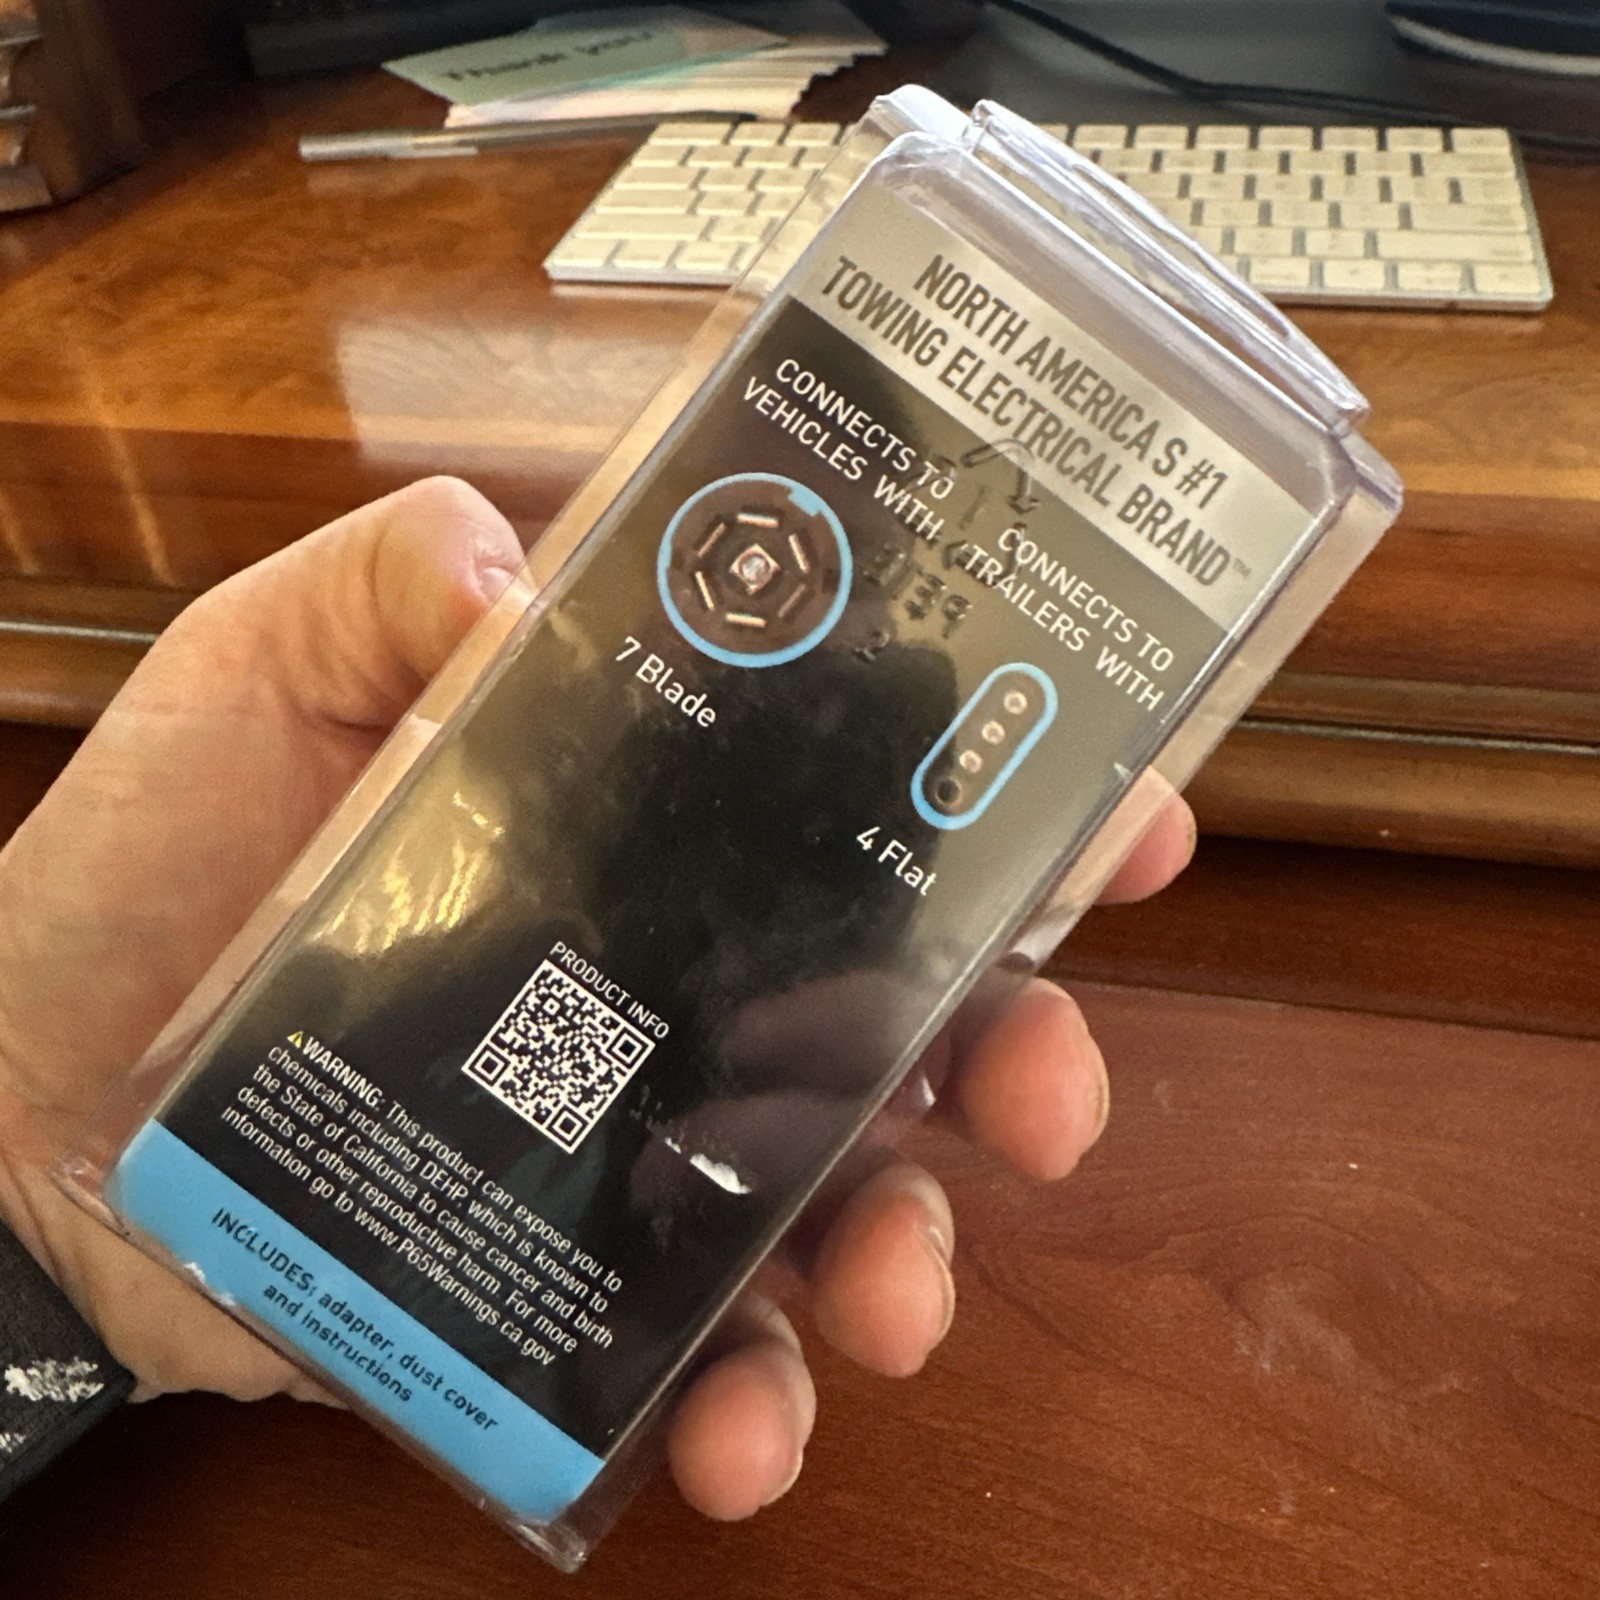 NORTH AMERICA'S #1
TOWING ELECTRICAL BRAND™
CONNECTS TO
VEHICLES WITH
7 Blade
CONNECTS TO
TRAILERS WITH
4 Flat
PRODUCT INFO
WARNING: This product can expose you to
chemicals including DEHP, which is known to
the State of California to cause cancer and birth
defects or other reproductive harm. For more
information go to www.P65Warnings.ca.gov
INCLUDES: adapter, dust cover
and instructions